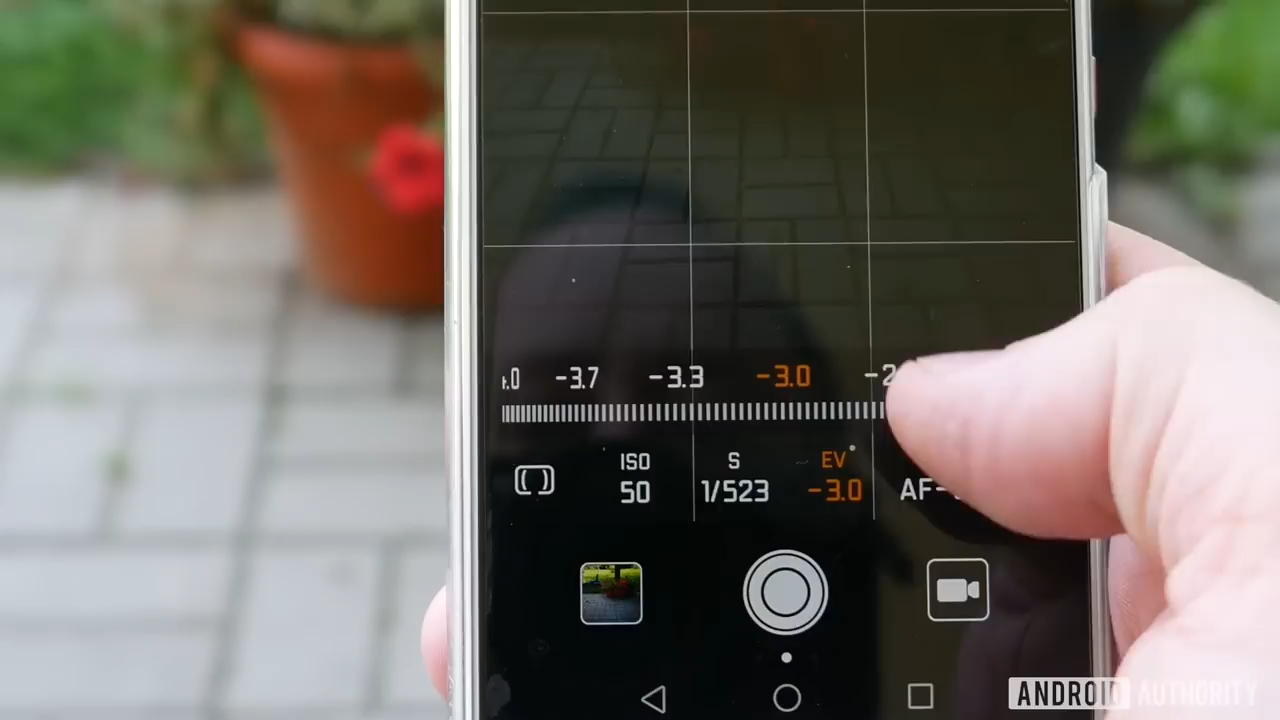 -3.7 -3.3 -3.0
ISO S EV
50 1/523 -3.0
ANDROID AUTHORITY